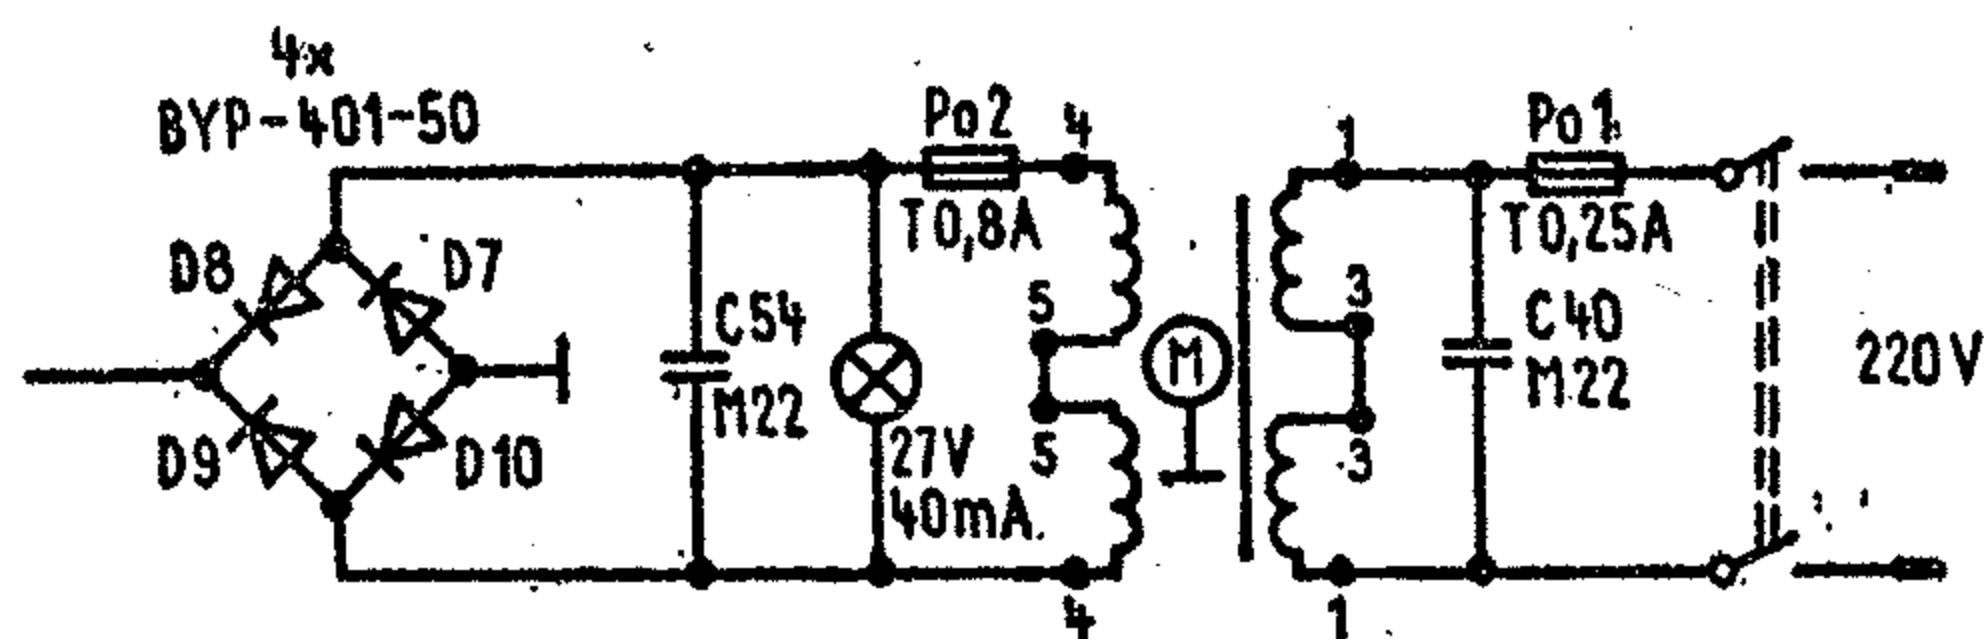 4x
BYP-401-50
Po2
4
1
Po1
T0,8A
T0,25A
D8
D7
5
3
C54
M22
M
C40
M22
220V
D9
D10
27V
40mA.
5
3
4
1